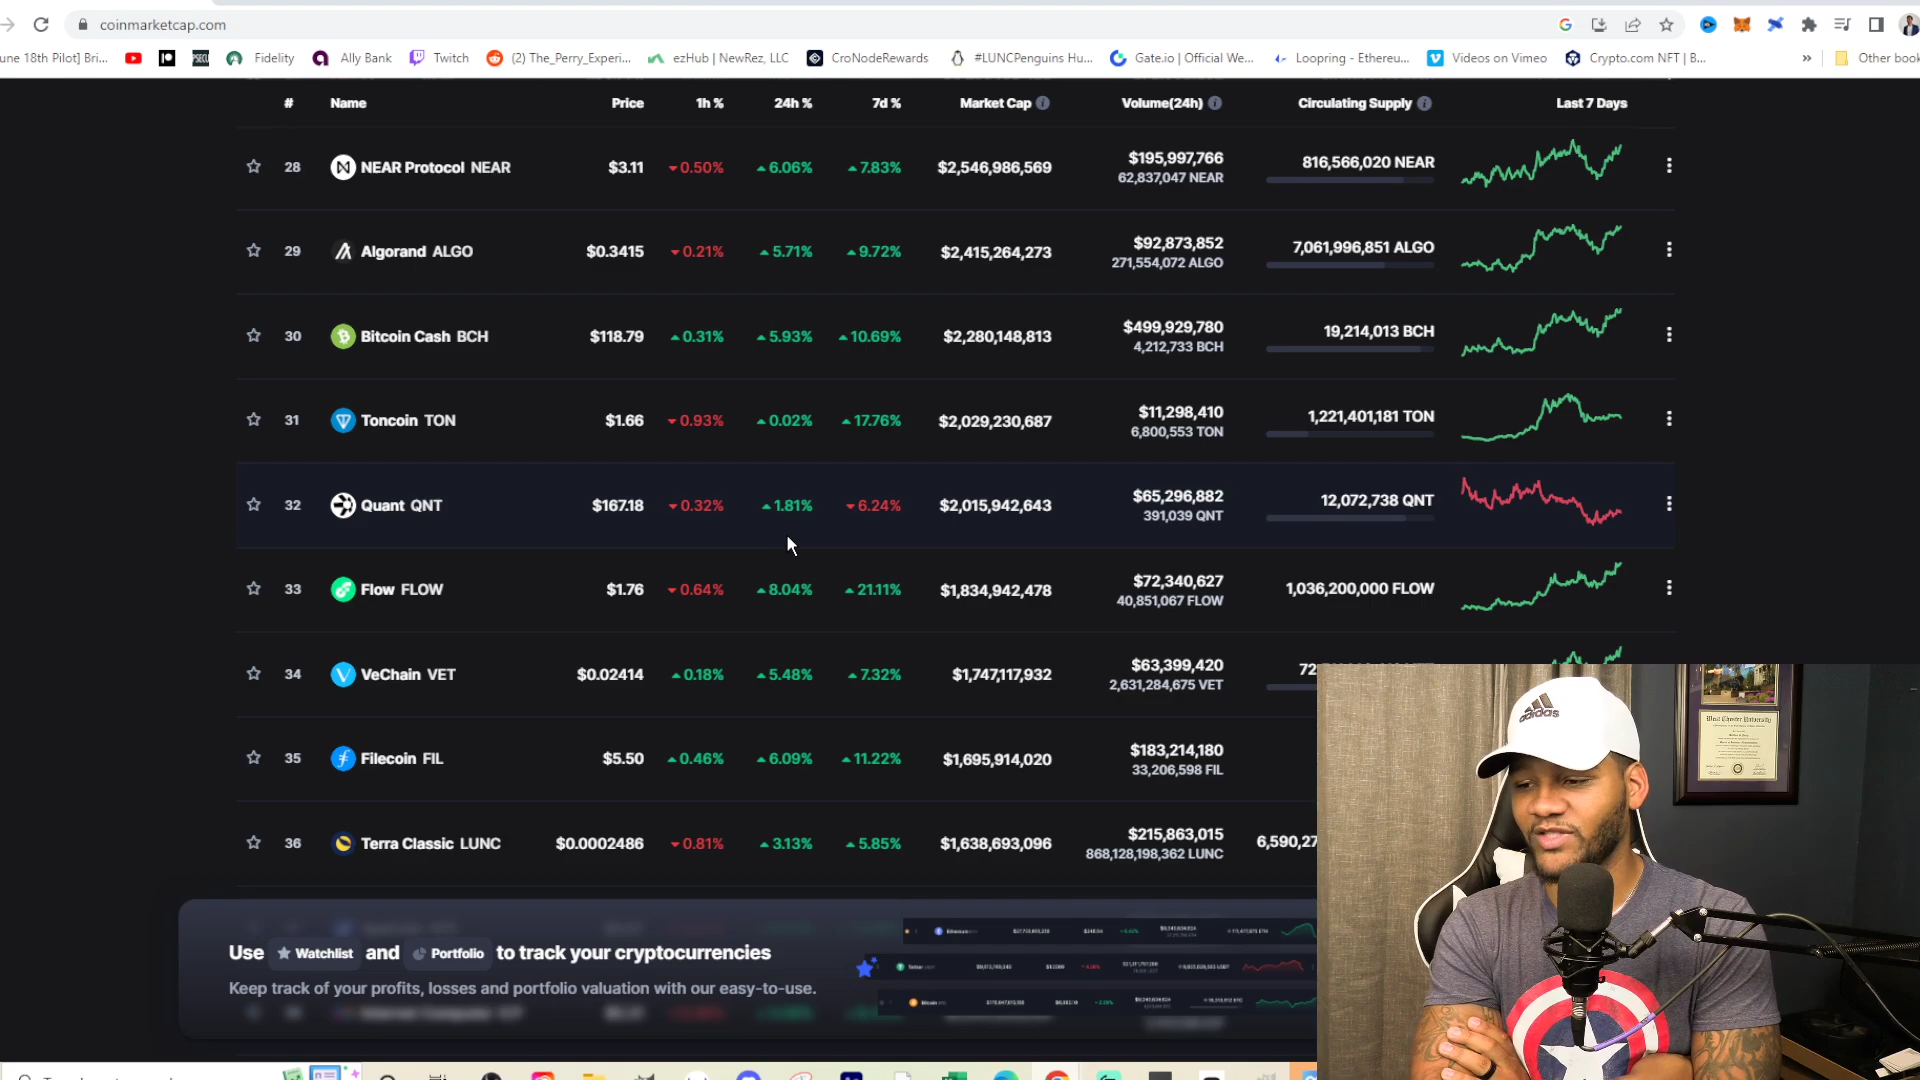 coinmarketcap.com
une 18th Pilot] Bri... Fidelity Ally Bank Twitch (2) The_Perry_Experi... ezHub | NewRez, LLC CroNodeRewards #LUNCPenguins Hu... Gate.io | Official We... Loopring - Ethereu... Videos on Vimeo Crypto.com NFT | B... » Other book
# Name Price 1h % 24h % 7d % Market Cap Volume(24h) Circulating Supply Last 7 Days
28 NEAR Protocol NEAR $3.11 0.50% 6.06% 7.83% $2,546,986,569 $195,997,766 816,566,020 NEAR
62,837,047 NEAR
29 Algorand ALGO $0.3415 0.21% 5.71% 9.72% $2,415,264,273 $92,873,852 7,061,996,851 ALGO
271,554,072 ALGO
30 Bitcoin Cash BCH $118.79 0.31% 5.93% 10.69% $2,280,148,813 $499,929,780 19,214,013 BCH
4,212,733 BCH
31 Toncoin TON $1.66 0.93% 0.02% 17.76% $2,029,230,687 $11,298,410 1,221,401,181 TON
6,800,553 TON
32 Quant QNT $167.18 0.32% 1.81% 6.24% $2,015,942,643 $65,296,882 12,072,738 QNT
391,039 QNT
33 Flow FLOW $1.76 0.64% 8.04% 21.11% $1,834,942,478 $72,340,627 1,036,200,000 FLOW
40,851,067 FLOW
34 VeChain VET $0.02414 0.18% 5.48% 7.32% $1,747,117,932 $63,399,420 72
2,631,284,675 VET
35 Filecoin FIL $5.50 0.46% 6.09% 11.22% $1,695,914,020 $183,214,180
33,206,598 FIL
36 Terra Classic LUNC $0.0002486 0.81% 3.13% 5.85% $1,638,693,096 $215,863,015 6,590,27
868,128,198,362 LUNC
Use Watchlist and Portfolio to track your cryptocurrencies
Keep track of your profits, losses and portfolio valuation with our easy-to-use.
adidas
West Chester University